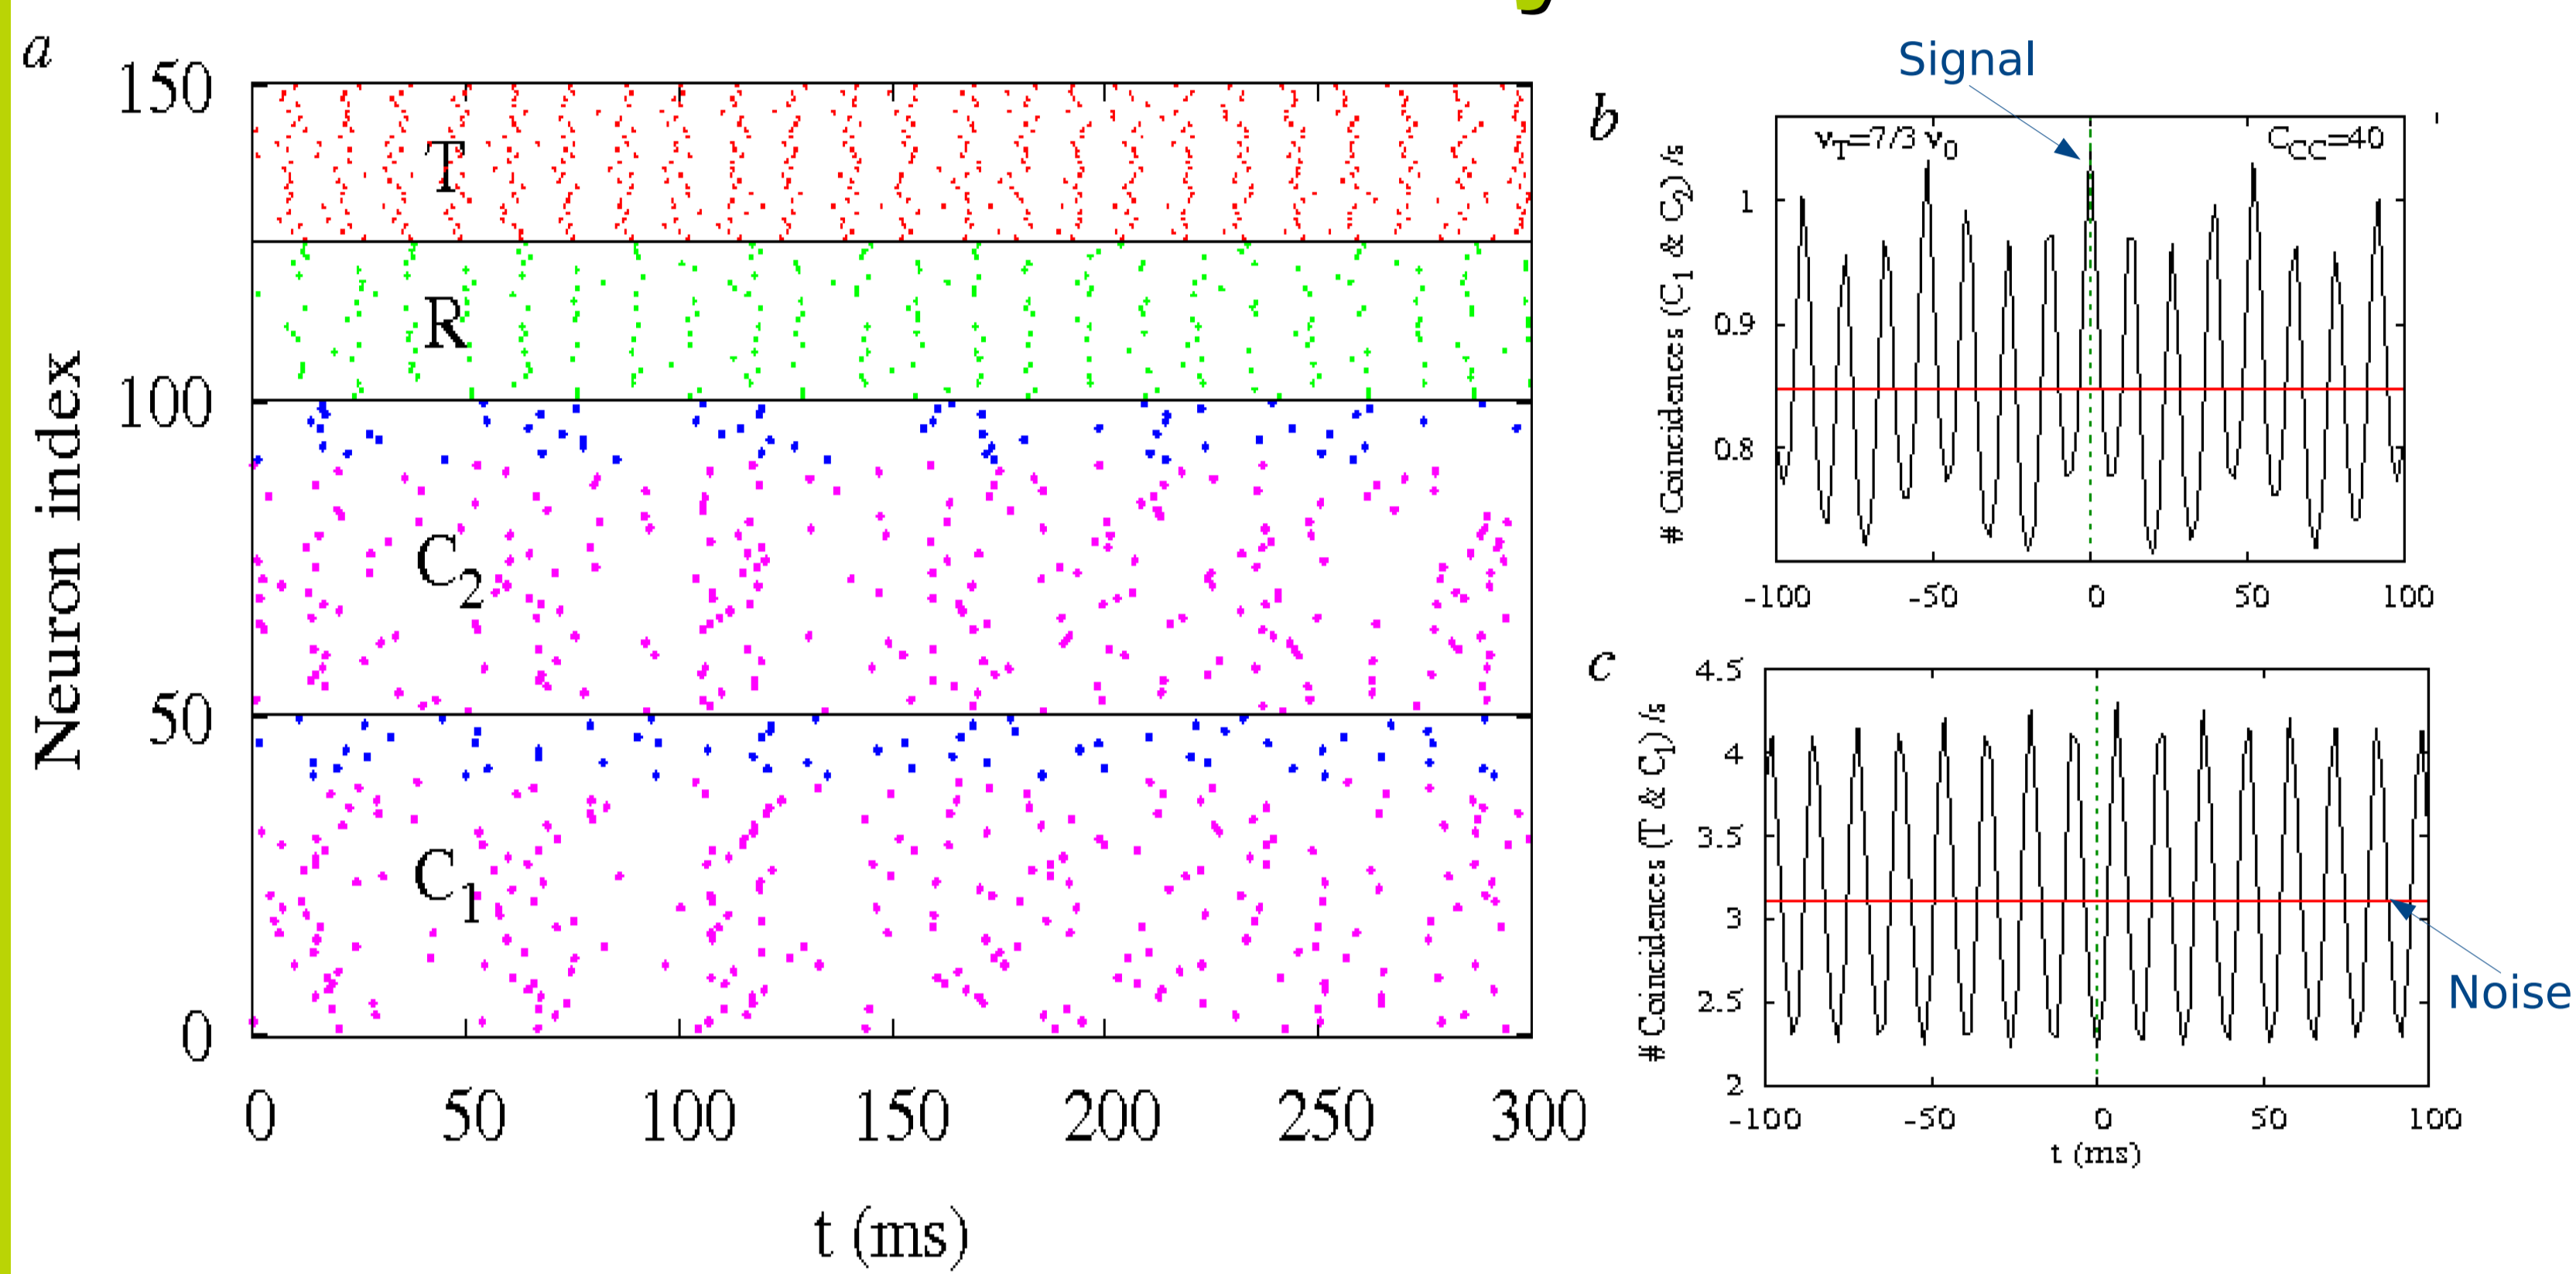 a
150
100
50
0
Neuron index
T
R
C2
C1
0 50 100 150 200 250 300
t (ms)
Signal
b
νT=7/3 ν0
CCC=40
# Coincidences (C1 & C2) /s
1
0.9
0.8
-100 -50 0 50 100
c
# Coincidences (T & C1) /s
4.5
4
3.5
3
2.5
2
-100 -50 0 50 100
t (ms)
Noise